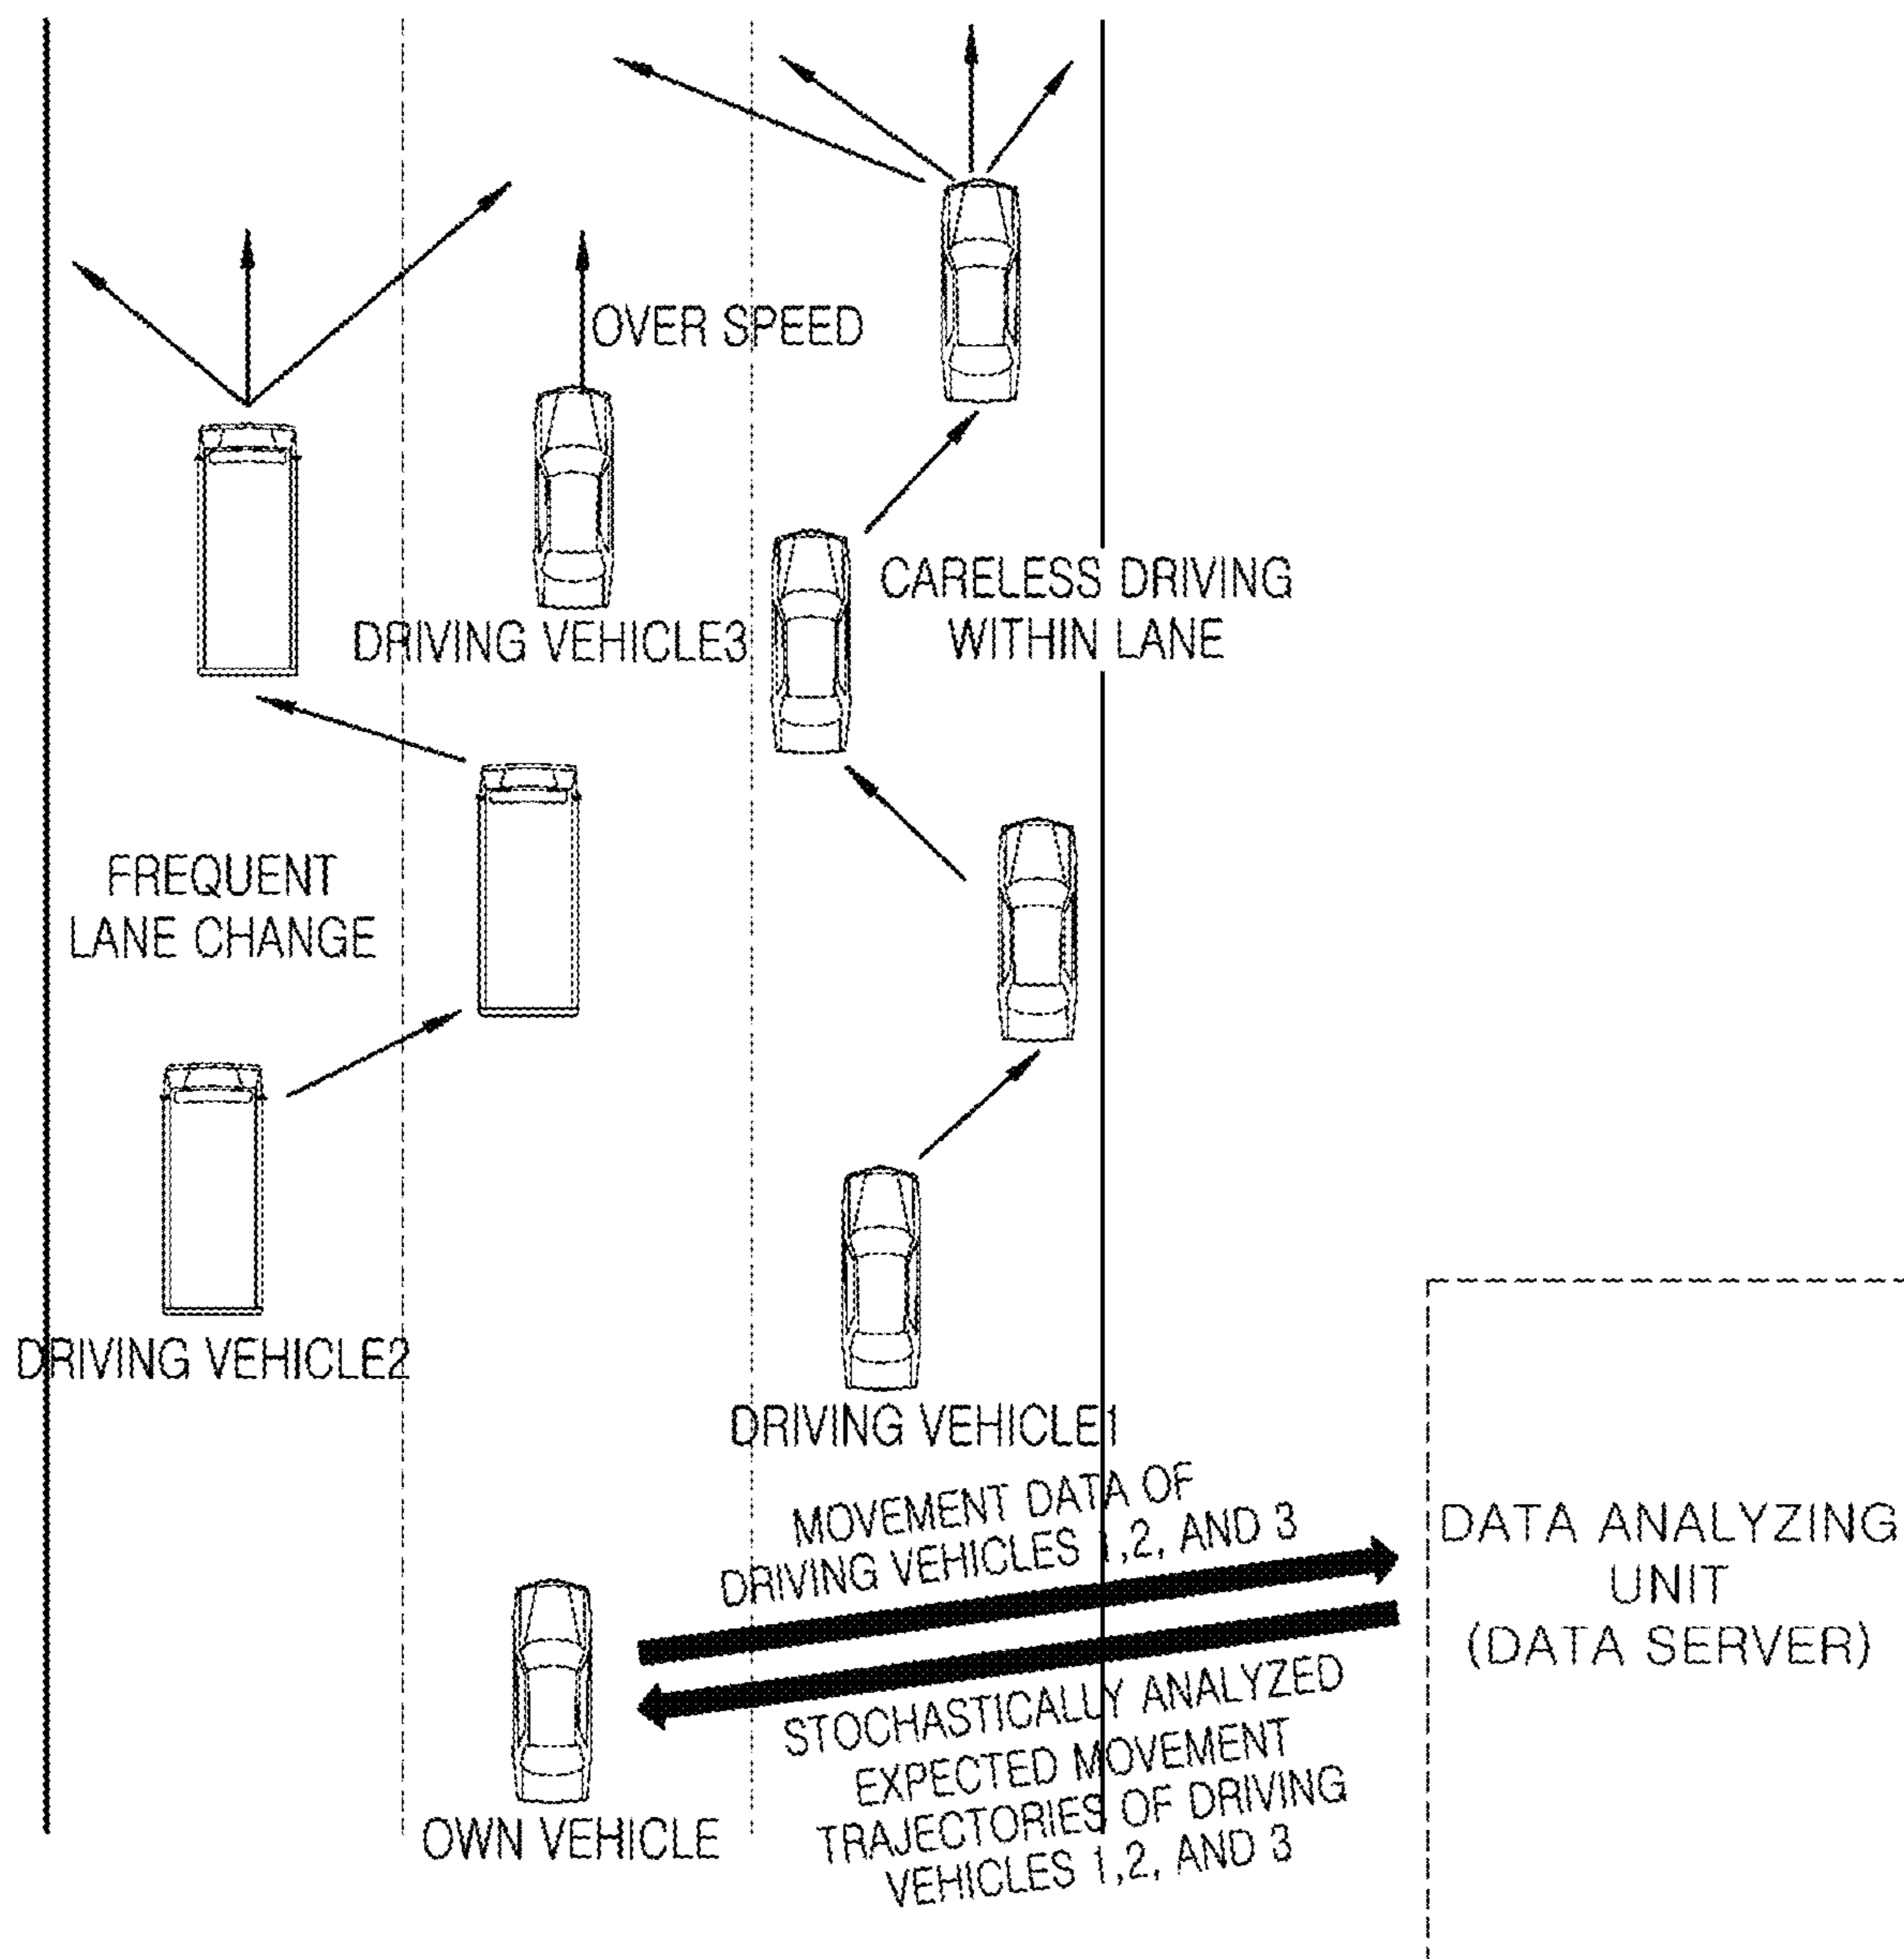 OVER SPEED
CARELESS DRIVING
WITHIN LANE
DRIVING VEHICLE3
FREQUENT
LANE CHANGE
DRIVING VEHICLE2
DRIVING VEHICLE1
MOVEMENT DATA OF
DRIVING VEHICLES 1,2, AND 3
DATA ANALYZING
UNIT
(DATA SERVER)
STOCHASTICALLY ANALYZED
EXPECTED MOVEMENT
TRAJECTORIES OF DRIVING
VEHICLES 1,2, AND 3
OWN VEHICLE